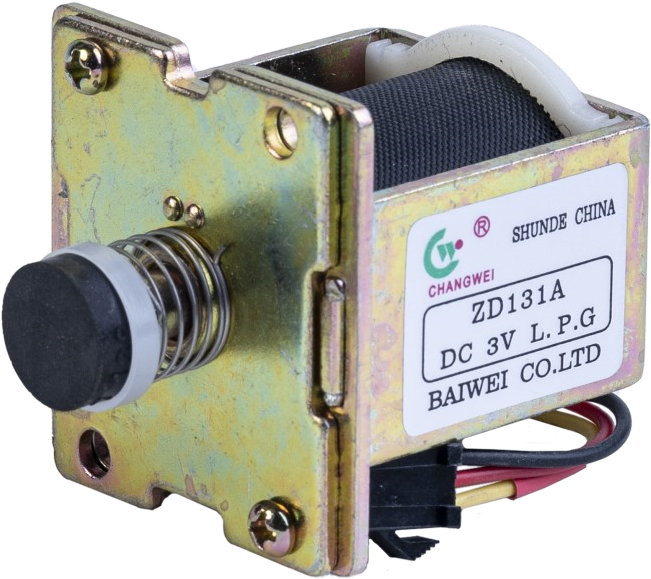 ®
SHUNDE CHINA
CHANGWEI
ZD131A
DC 3V L.P.G
BAIWEI CO.LTD